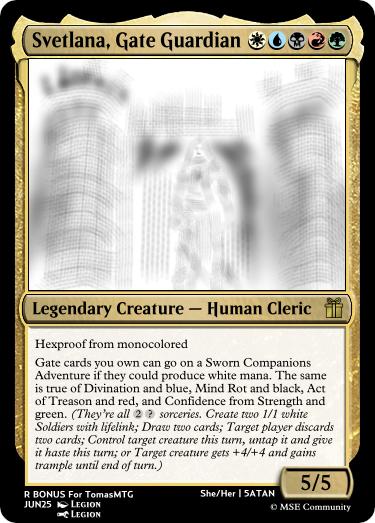 Svetlana, Gate Guardian
Legendary Creature — Human Cleric
Hexproof from monocolored
Gate cards you own can go on a Sworn Companions
Adventure if they could produce white mana. The same
is true of Divination and blue, Mind Rot and black, Act
of Treason and red, and Confidence from Strength and
green. (They're all 2 ? sorceries. Create two 1/1 white
Soldiers with lifelink; Draw two cards; Target player discards
two cards; Control target creature this turn, untap it and give
it haste this turn; or Target creature gets +4/+4 and gains
trample until end of turn.)
5/5
R BONUS For TomasMTG She/Her | 5ATAN
JUN25 Legion © MSE Community
Legion